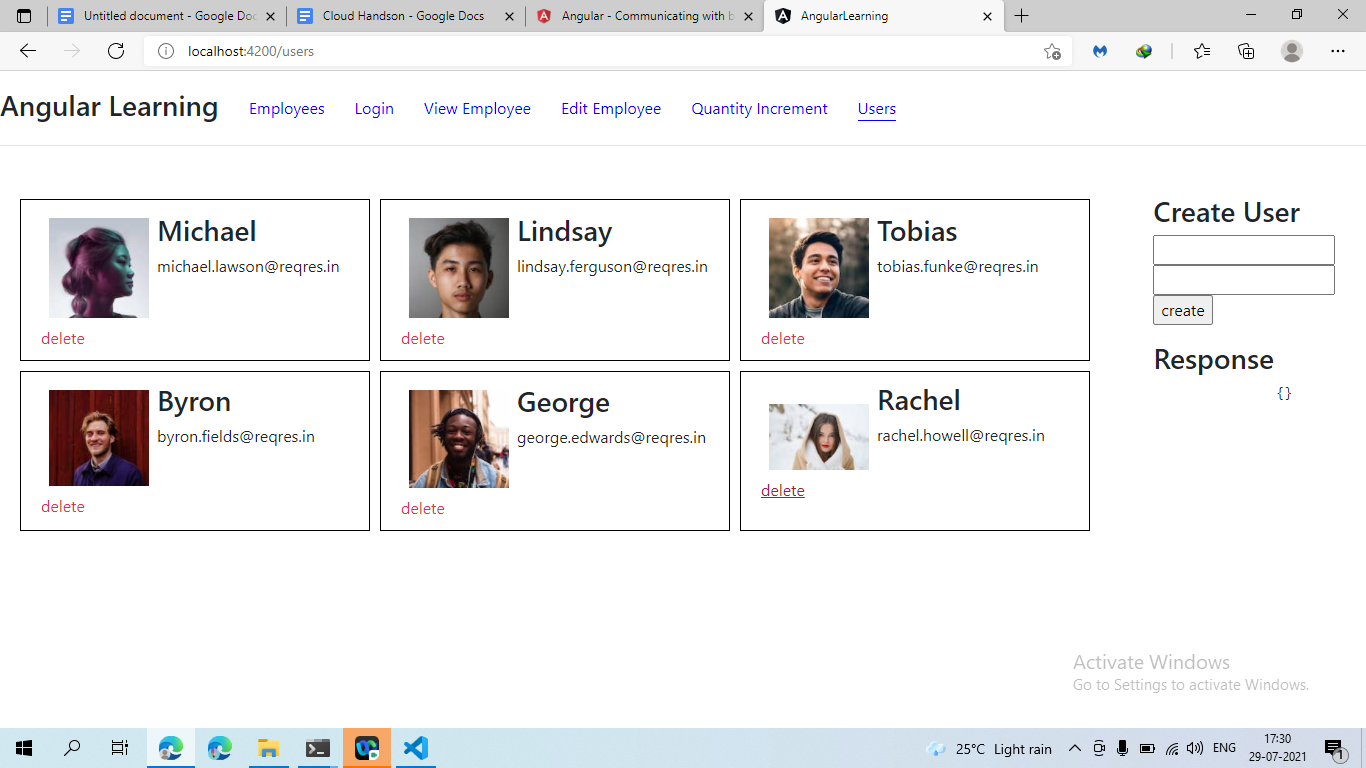 Untitled document - Google Doc
Cloud Handson - Google Docs
Angular - Communicating with b
AngularLearning
localhost:4200/users
Angular Learning
Employees
Login
View Employee
Edit Employee
Quantity Increment
Users
Michael
michael.lawson@reqres.in
delete
Lindsay
lindsay.ferguson@reqres.in
delete
Tobias
tobias.funke@reqres.in
delete
Byron
byron.fields@reqres.in
delete
George
george.edwards@reqres.in
delete
Rachel
rachel.howell@reqres.in
delete
Create User
create
Response
{}
Activate Windows
Go to Settings to activate Windows.
25°C Light rain
ENG
17:30
29-07-2021
1